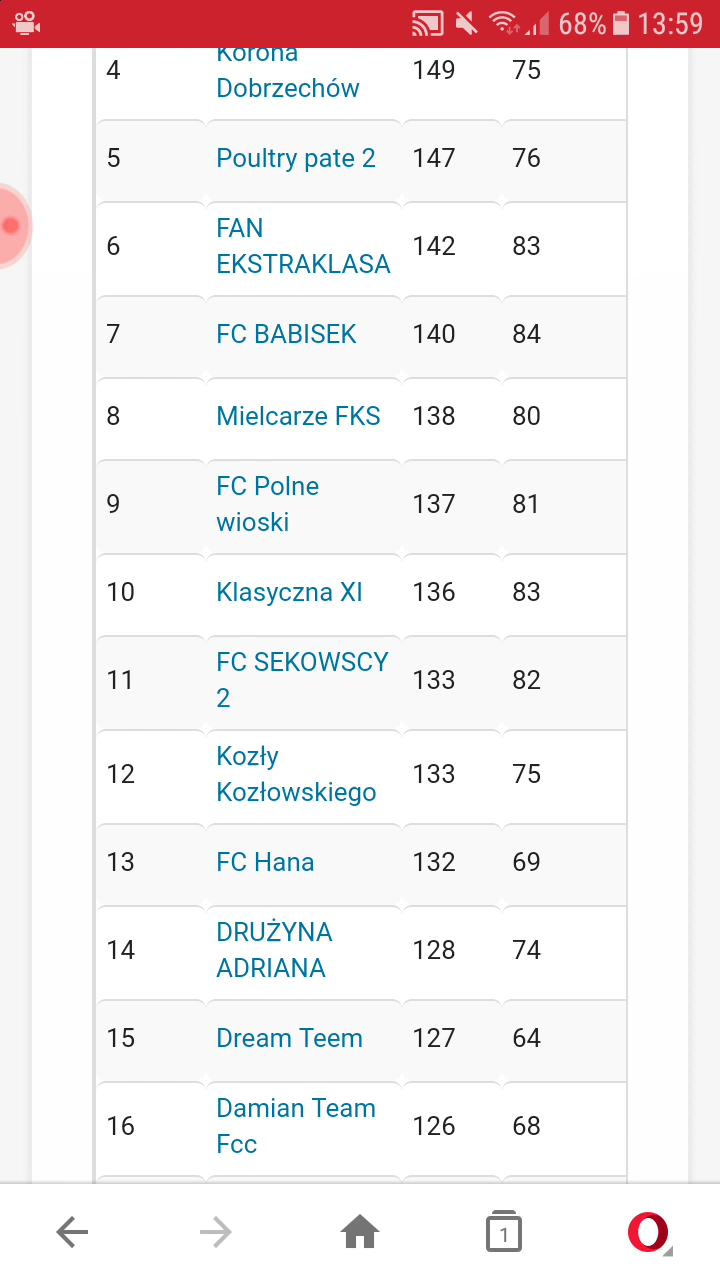 68% 13:59
4 Korona Dobrzechów 149 75
5 Poultry pate 2 147 76
6 FAN EKSTRAKLASA 142 83
7 FC BABISEK 140 84
8 Mielcarze FKS 138 80
9 FC Polne wioski 137 81
10 Klasyczna XI 136 83
11 FC SEKOWSCY 2 133 82
12 Kozły Kozłowskiego 133 75
13 FC Hana 132 69
14 DRUŻYNA ADRIANA 128 74
15 Dream Teem 127 64
16 Damian Team Fcc 126 68
1